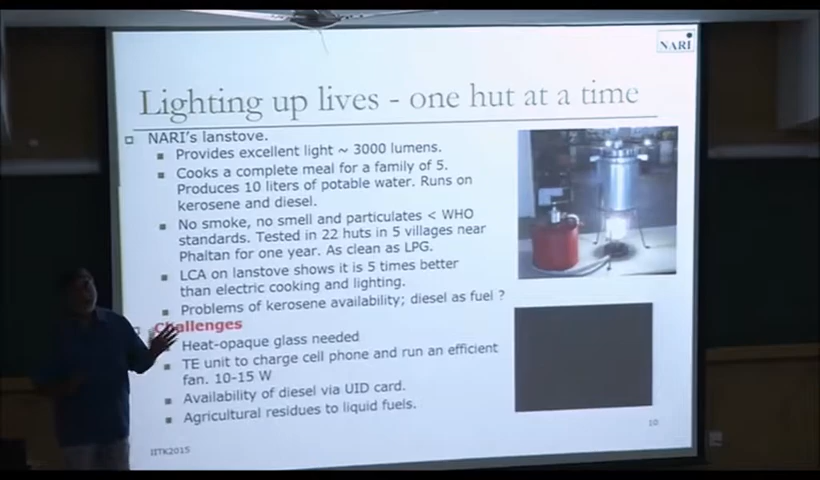 NARI
Lighting up lives - one hut at a time
NARI's lanstove.
Provides excellent light ~ 3000 lumens.
Cooks a complete meal for a family of 5.
Produces 10 liters of potable water. Runs on
kerosene and diesel.
No smoke, no smell and particulates < WHO
standards. Tested in 22 huts in 5 villages near
Phaltan for one year. As clean as LPG.
LCA on lanstove shows it is 5 times better
than electric cooking and lighting.
Problems of kerosene availability; diesel as fuel ?
Challenges
Heat-opaque glass needed
TE unit to charge cell phone and run an efficient
fan. 10-15 W
Availability of diesel via UID card.
Agricultural residues to liquid fuels.
IITK2015
10